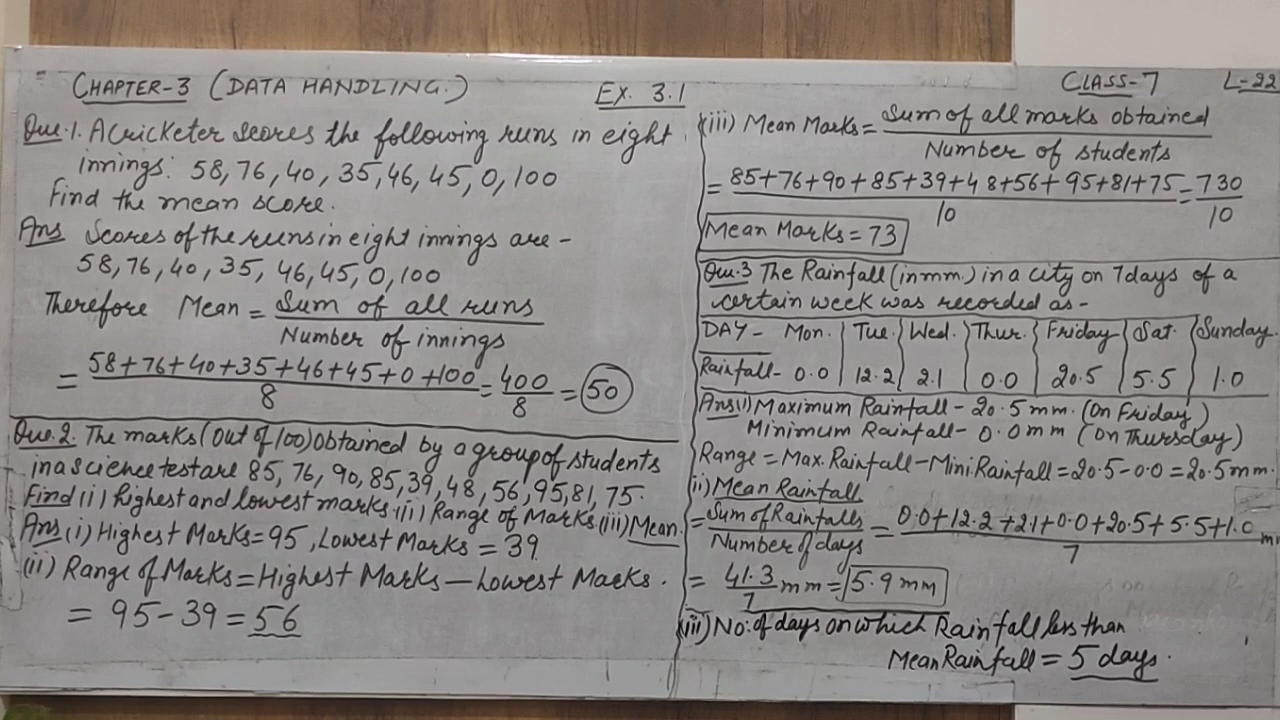 CHAPTER-3 (DATA HANDLING.)
EX. 3.1
CLASS-7
L-22
Que.1. A Cricketer scores the following runs in eight
innings: 58,76,40,35,46,45,0,100
Find the mean score.
Ans Scores of the runs in eight innings are -
58,76,40,35,46,45,0,100
Therefore Mean = Sum of all runs
Number of innings
= 58+76+40+35+46+45+0+100 = 400 = 50
8 8
Que.2. The marks (out of 100) obtained by a group of students
in a science test are 85, 76, 90, 85, 39, 48, 56, 95, 81, 75.
Find (i) highest and lowest marks (ii) Range of Marks (iii) Mean.
Ans (i) Highest Marks=95, Lowest Marks = 39
(ii) Range of Marks = Highest Marks - Lowest Marks.
= 95-39 = 56
(iii) Mean Marks = Sum of all marks obtained
Number of students
= 85+76+90+85+39+48+56+95+81+75 = 730
10 10
Mean Marks = 73
Que.3 The Rainfall (in mm.) in a city on 7 days of a
certain week was recorded as -
DAY- Mon. Tue. Wed. Thur. Friday Sat. Sunday
Rainfall- 0.0 12.2 2.1 0.0 20.5 5.5 1.0
Ans (i) Maximum Rainfall - 20.5 mm. (On Friday)
Minimum Rainfall - 0.0 mm (On Thursday)
Range = Max. Rainfall - Mini. Rainfall = 20.5-0.0 = 20.5 mm.
(ii) Mean Rainfall
= Sum of Rainfalls = 0.0+12.2+2.1+0.0+20.5+5.5+1.0 mm
Number of days 7
= 41.3 mm = 5.9 mm
7
(iii) No. of days on which Rainfall less than
Mean Rainfall = 5 days.